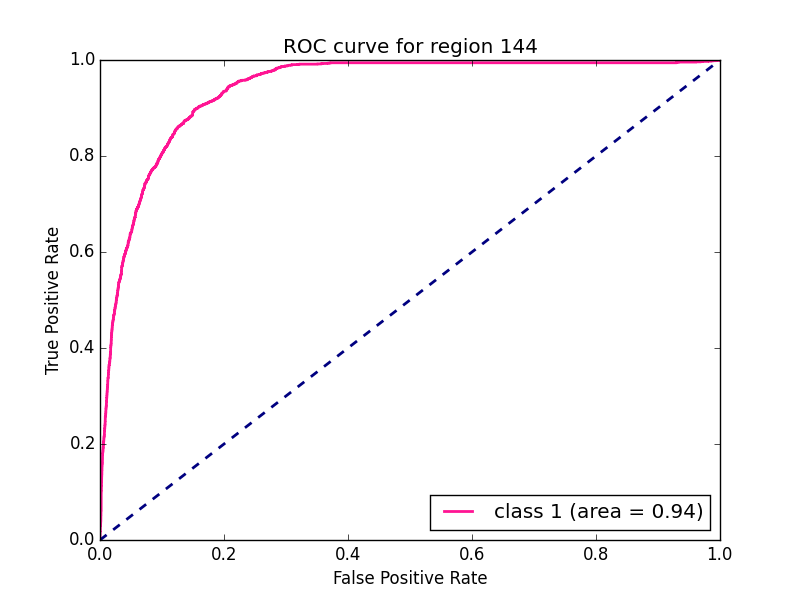 ROC curve for region 144
1.0
0.8
0.6
0.4
0.2
0.0
True Positive Rate
class 1 (area = 0.94)
0.0 0.2 0.4 0.6 0.8 1.0
False Positive Rate